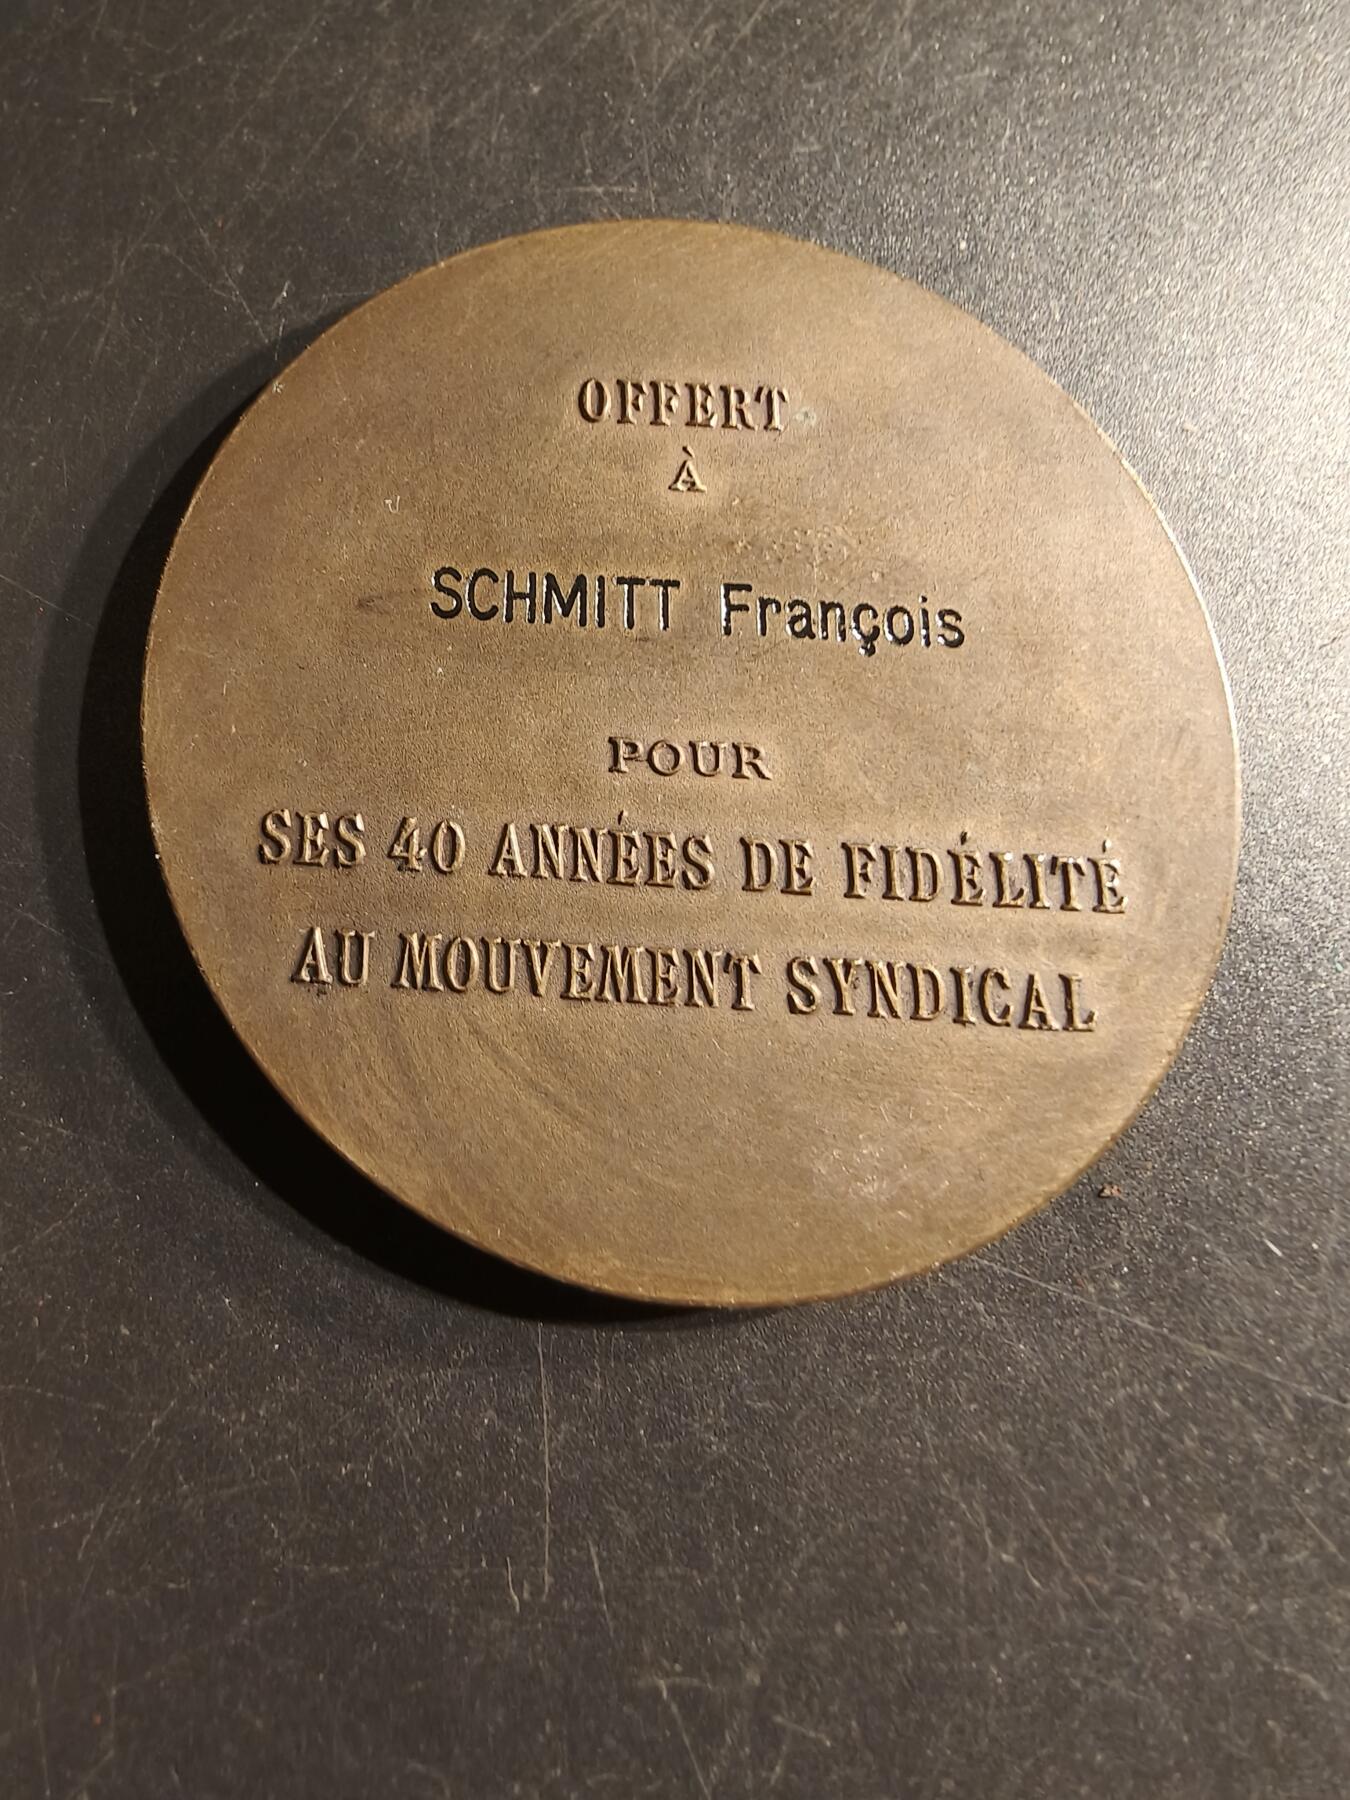 OFFERT
À
SCHMITT François
POUR
SES 40 ANNÉES DE FIDÉLITÉ
AU MOUVEMENT SYNDICAL